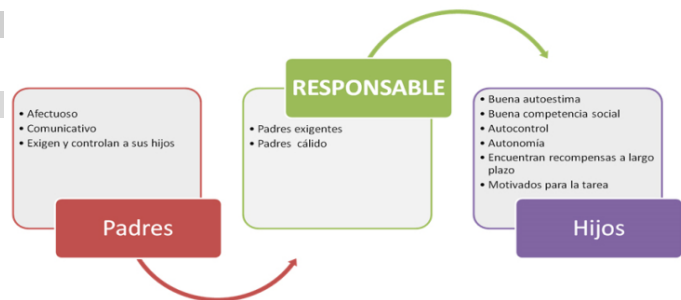 • Afectuoso
• Comunicativo
• Exigen y controlan a sus hijos
Padres
RESPONSABLE
• Padres exigentes
• Padres cálido
• Buena autoestima
• Buena competencia social
• Autocontrol
• Autonomía
• Encuentran recompensas a largo
plazo
• Motivados para la tarea
Hijos